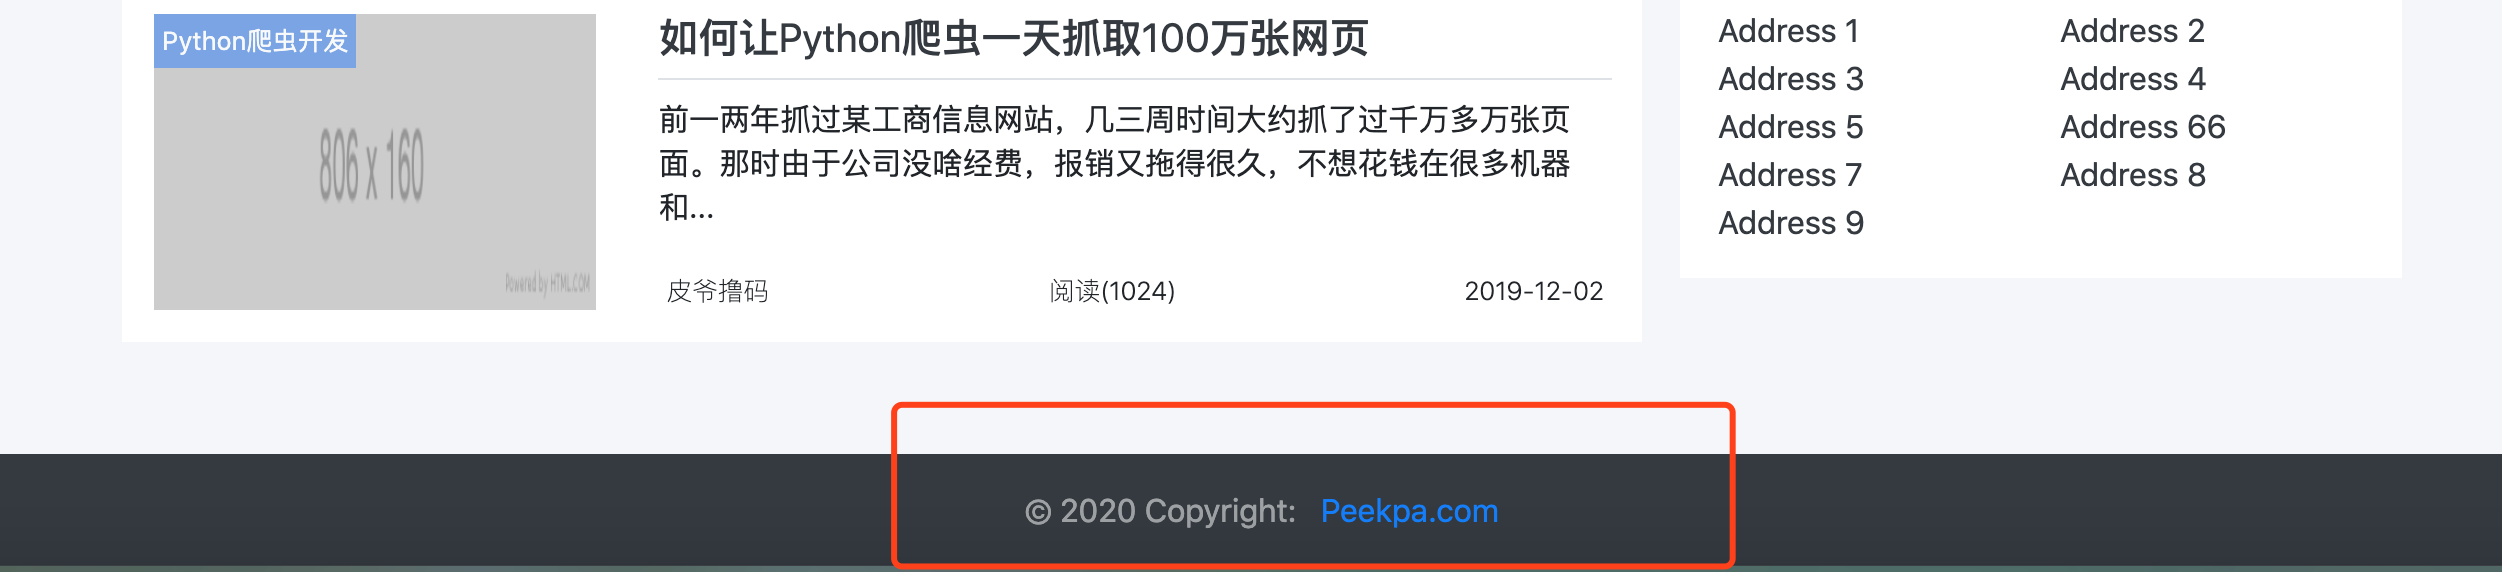 Python爬虫开发
806 x 160
Powered by HTML.COM
如何让Python爬虫一天抓取100万张网页
前一两年抓过某工商信息网站，几三周时间大约抓了过千万多万张页
面。那时由于公司没啥经费，报销又拖得很久，不想花钱在很多机器
和...
皮爷撸码 阅读(1024) 2019-12-02
Address 1 Address 2
Address 3 Address 4
Address 5 Address 66
Address 7 Address 8
Address 9
© 2020 Copyright: Peekpa.com